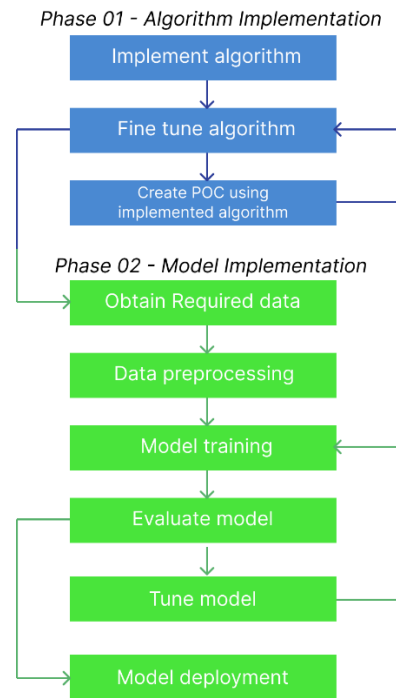 Phase 01 - Algorithm Implementation
Implement algorithm
Fine tune algorithm
Create POC using
implemented algorithm
Phase 02 - Model Implementation
Obtain Required data
Data preprocessing
Model training
Evaluate model
Tune model
Model deployment